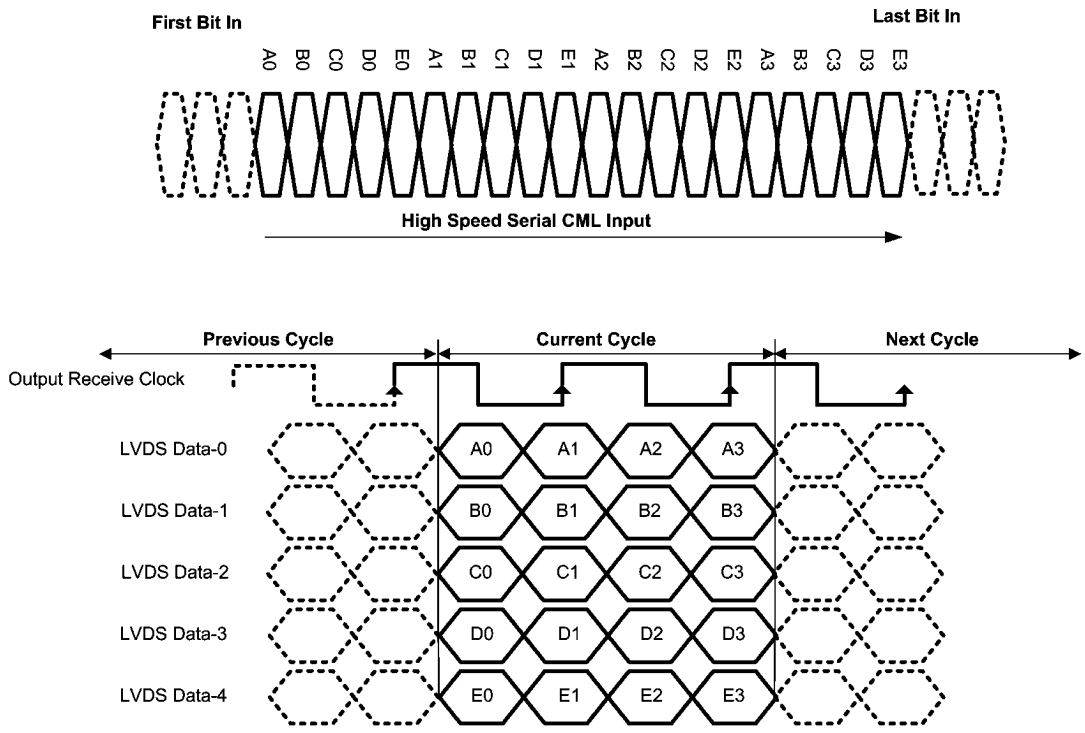 First Bit In
Last Bit In
A0 B0 C0 D0 E0 A1 B1 C1 D1 E1 A2 B2 C2 D2 E2 A3 B3 C3 D3 E3
High Speed Serial CML Input
Previous Cycle
Current Cycle
Next Cycle
Output Receive Clock
LVDS Data-0
A0 A1 A2 A3
LVDS Data-1
B0 B1 B2 B3
LVDS Data-2
C0 C1 C2 C3
LVDS Data-3
D0 D1 D2 D3
LVDS Data-4
E0 E1 E2 E3